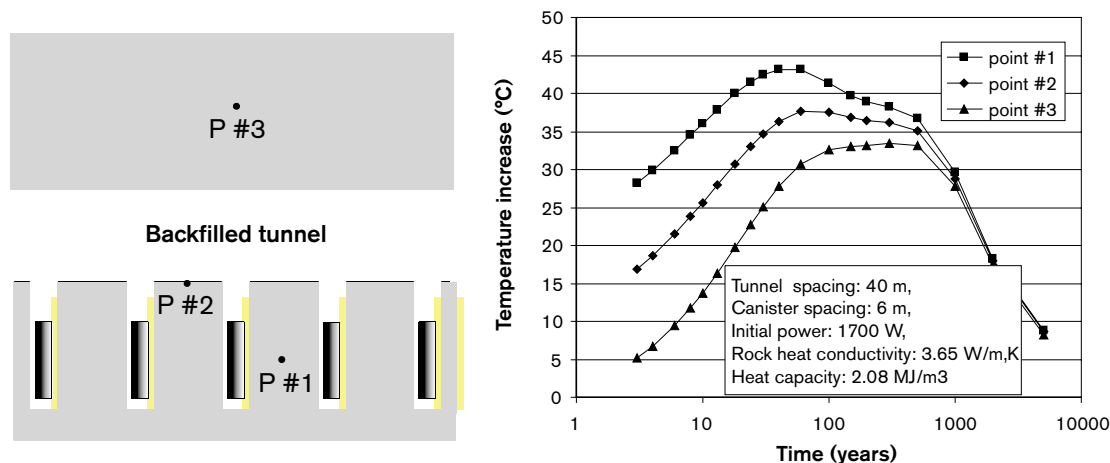 P #3
Backfilled tunnel
P #2
P #1
Temperature increase (°C)
50
45
40
35
30
25
20
15
10
5
0
point #1
point #2
point #3
Tunnel spacing: 40 m,
Canister spacing: 6 m,
Initial power: 1700 W,
Rock heat conductivity: 3.65 W/m,K
Heat capacity: 2.08 MJ/m3
1 10 100 1000 10000
Time (years)